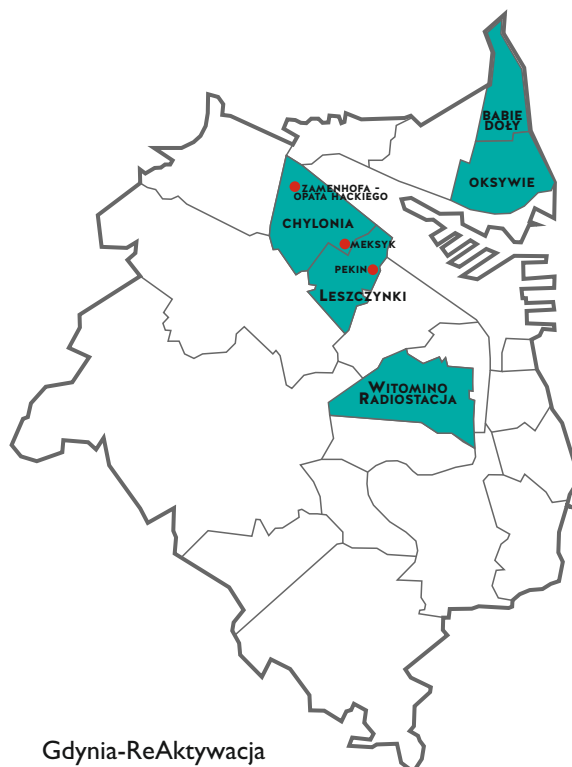 BABIE
DOŁY
OKSYWIE
ZAMENHOFA -
OPATA HACKIEGO
CHYLONIA
MEKSYK
PEKIN
LESZCZYNKI
WITOMINO
RADIOSTACJA
Gdynia-ReAktywacja